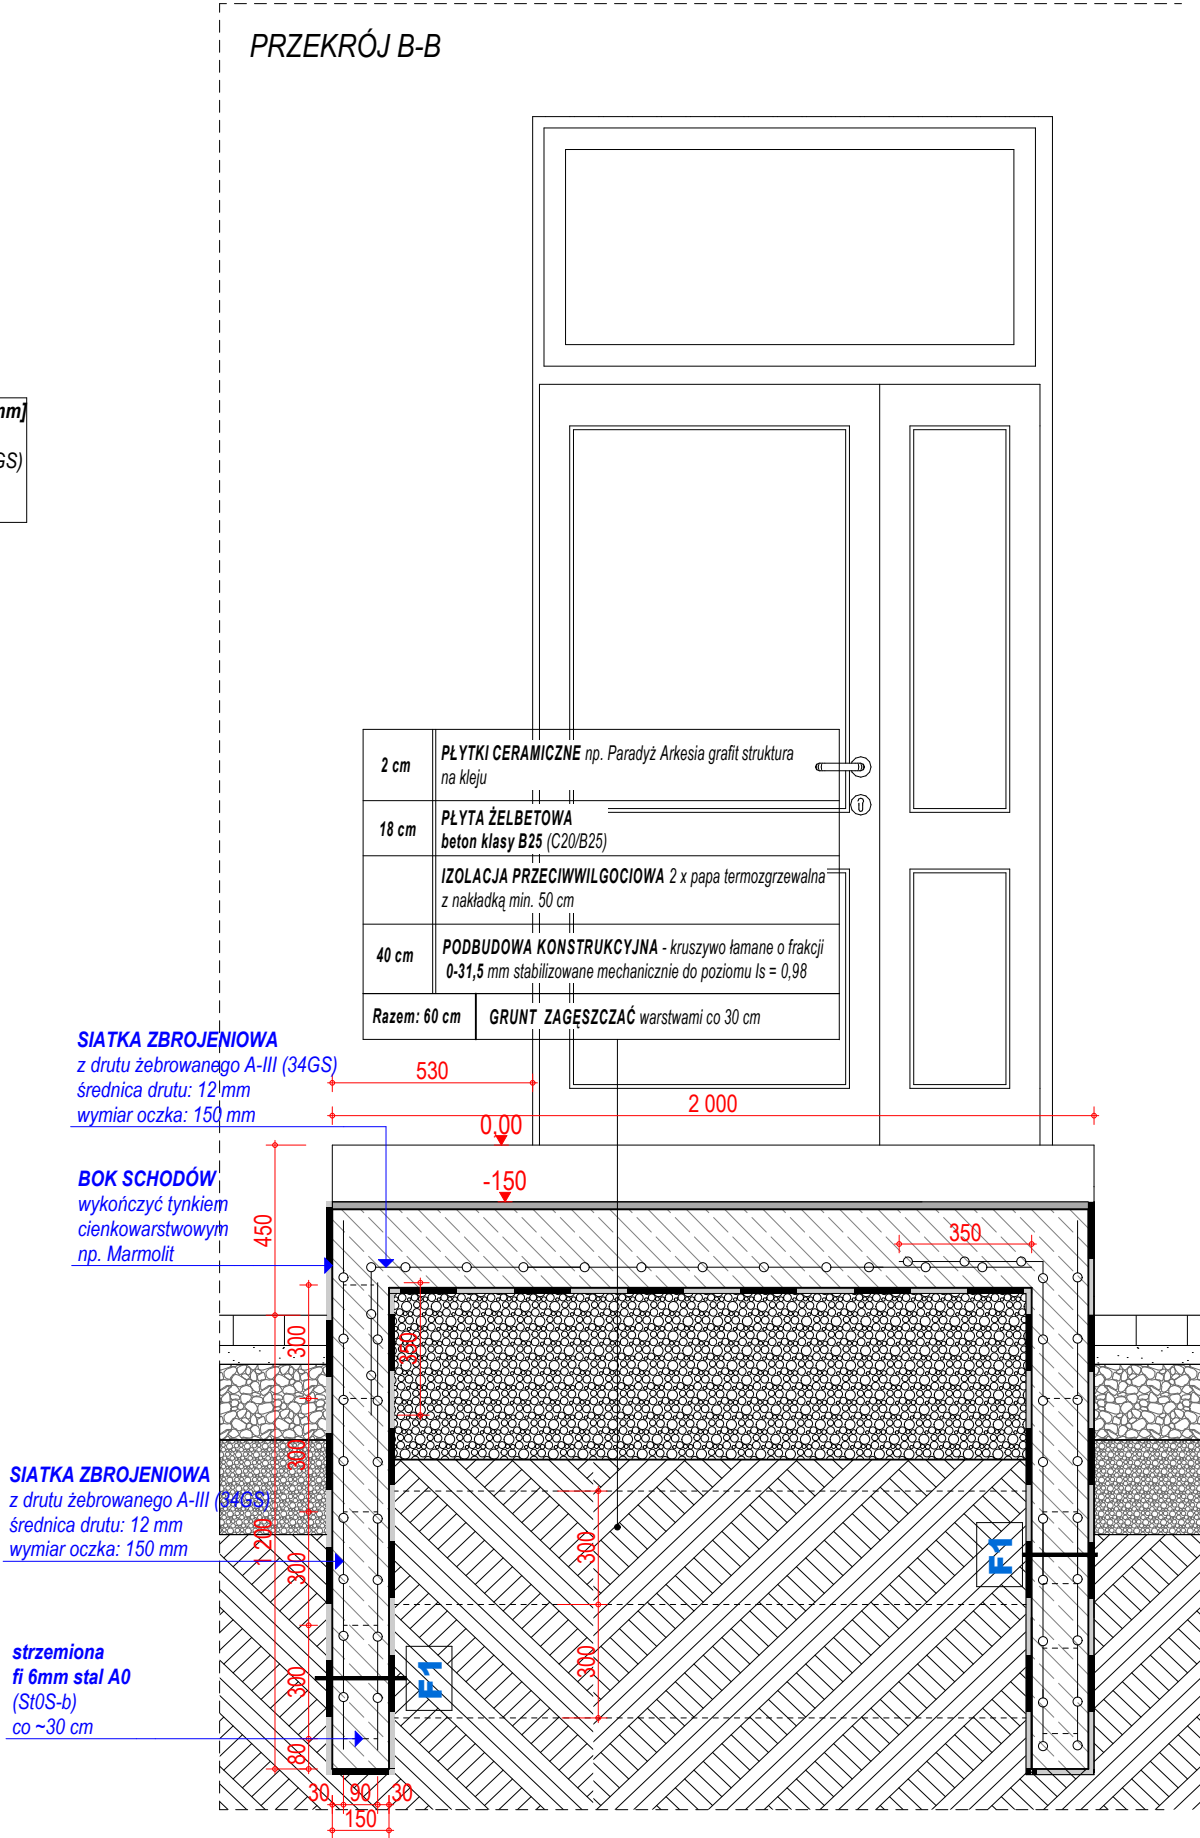 PRZEKRÓJ B-B
mm]
GS)
2 cm
PŁYTKI CERAMICZNE np. Paradyż Arkesia grafit struktura
na kleju
18 cm
PŁYTA ŻELBETOWA
beton klasy B25 (C20/B25)
IZOLACJA PRZECIWWILGOCIOWA 2 x papa termozgrzewalna
z nakładką min. 50 cm
40 cm
PODBUDOWA KONSTRUKCYJNA - kruszywo łamane o frakcji
0-31,5 mm stabilizowane mechanicznie do poziomu Is = 0,98
Razem: 60 cm
GRUNT ZAGĘSZCZAĆ warstwami co 30 cm
SIATKA ZBROJENIOWA
z drutu żebrowanego A-III (34GS)
średnica drutu: 12 mm
wymiar oczka: 150 mm
530
2 000
0,00
-150
BOK SCHODÓW
wykończyć tynkiem
cienkowarstwowym
np. Marmolit
450
350
300
350
300
SIATKA ZBROJENIOWA
z drutu żebrowanego A-III (34GS)
średnica drutu: 12 mm
wymiar oczka: 150 mm
1 200
300
300
F1
strzemiona
fi 6mm stal A0
(St0S-b)
co ~30 cm
300
300
F1
80
30
90
30
150